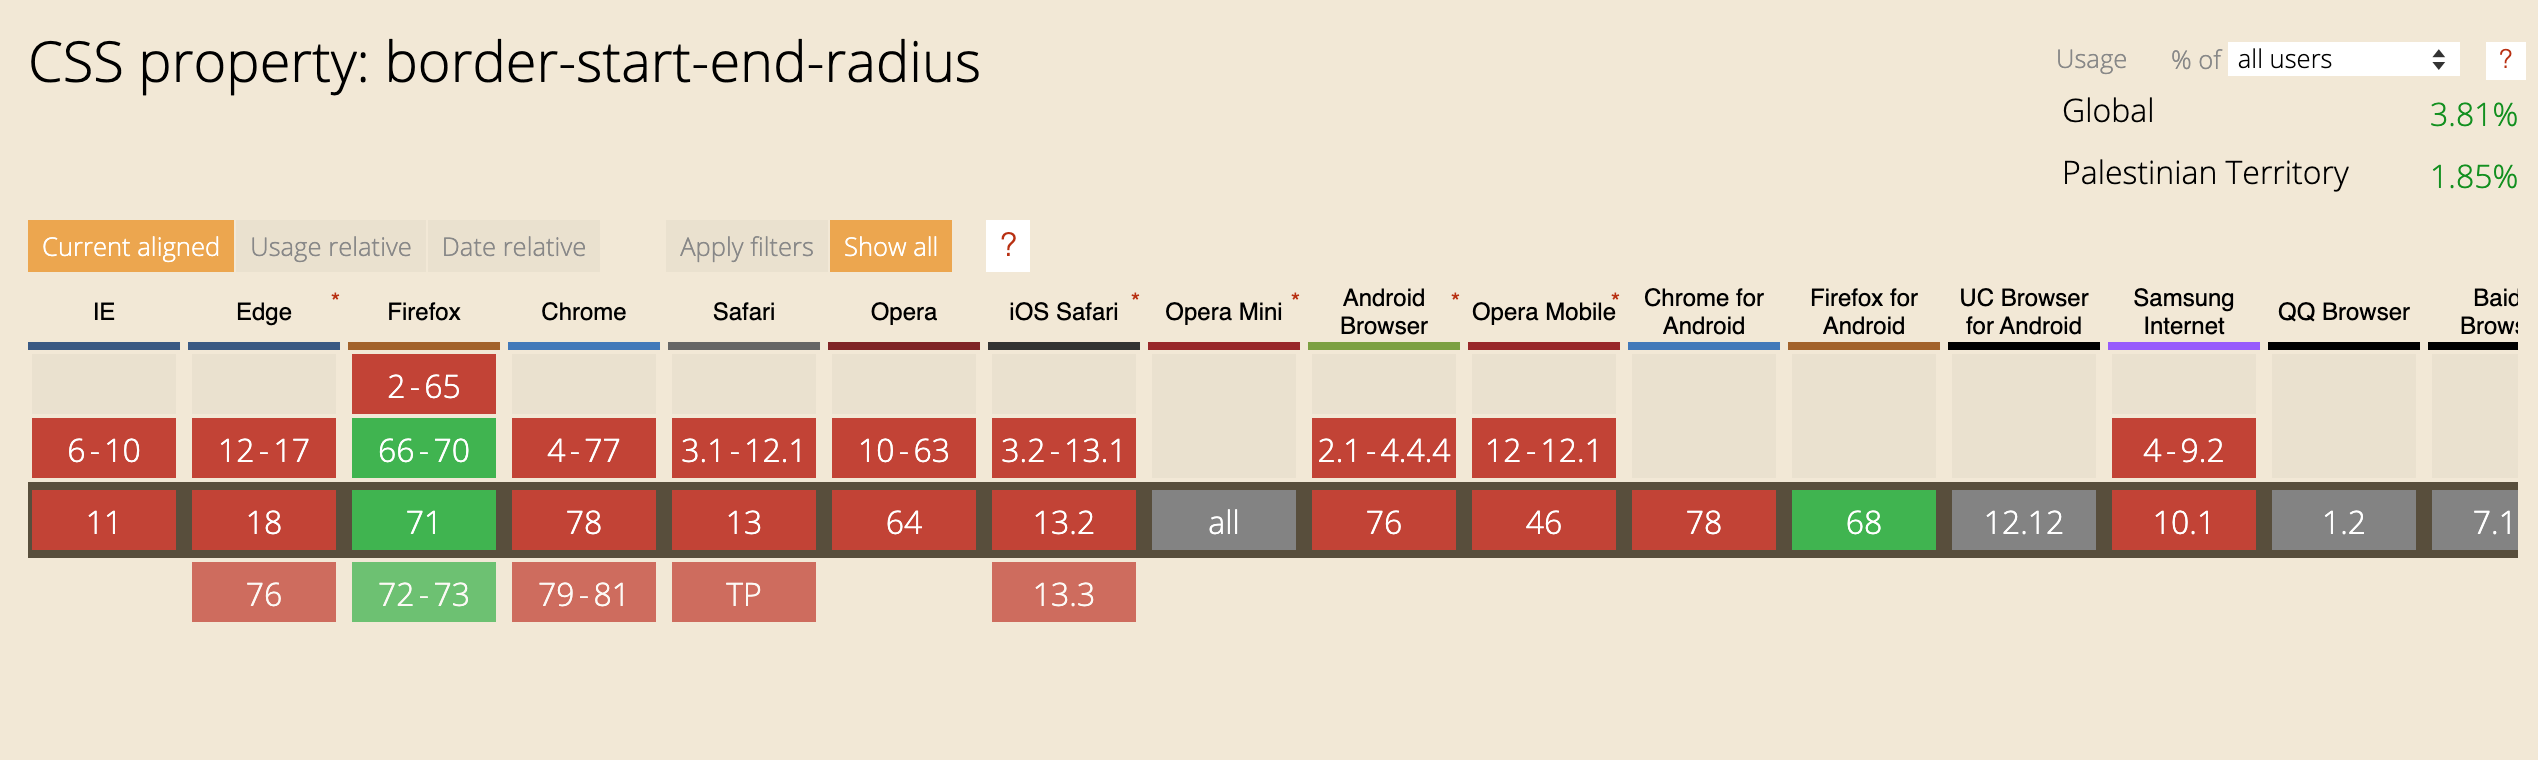 CSS property: border-start-end-radius
Usage % of all users ?
Global 3.81%
Palestinian Territory 1.85%
Current aligned Usage relative Date relative Apply filters Show all ?
IE Edge * Firefox Chrome Safari Opera iOS Safari * Opera Mini * Android Browser * Opera Mobile * Chrome for Android Firefox for Android UC Browser for Android Samsung Internet QQ Browser Baid Brows
2-65
6-10 12-17 66-70 4-77 3.1-12.1 10-63 3.2-13.1 2.1-4.4.4 12-12.1 4-9.2
11 18 71 78 13 64 13.2 all 76 46 78 68 12.12 10.1 1.2 7.1
76 72-73 79-81 TP 13.3